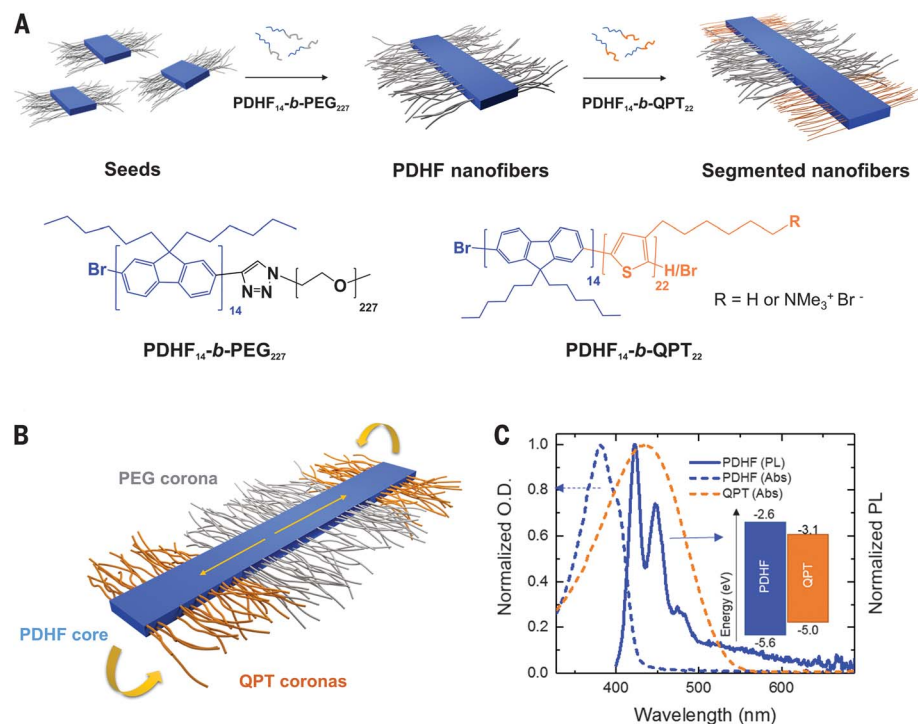 A
PDHF₁₄-b-PEG₂₂₇
PDHF₁₄-b-QPT₂₂
Seeds
PDHF nanofibers
Segmented nanofibers
Br
14
N=N
N
O
227
PDHF₁₄-b-PEG₂₂₇
Br
14
S
22
H/Br
R
R = H or NMe₃⁺ Br⁻
PDHF₁₄-b-QPT₂₂
B
PEG corona
PDHF core
QPT coronas
C
Normalized O.D.
1.0
0.8
0.6
0.4
0.2
0.0
400
500
600
Wavelength (nm)
Normalized PL
PDHF (PL)
PDHF (Abs)
QPT (Abs)
Energy (eV)
-2.6
-3.1
PDHF
QPT
-5.6
-5.0